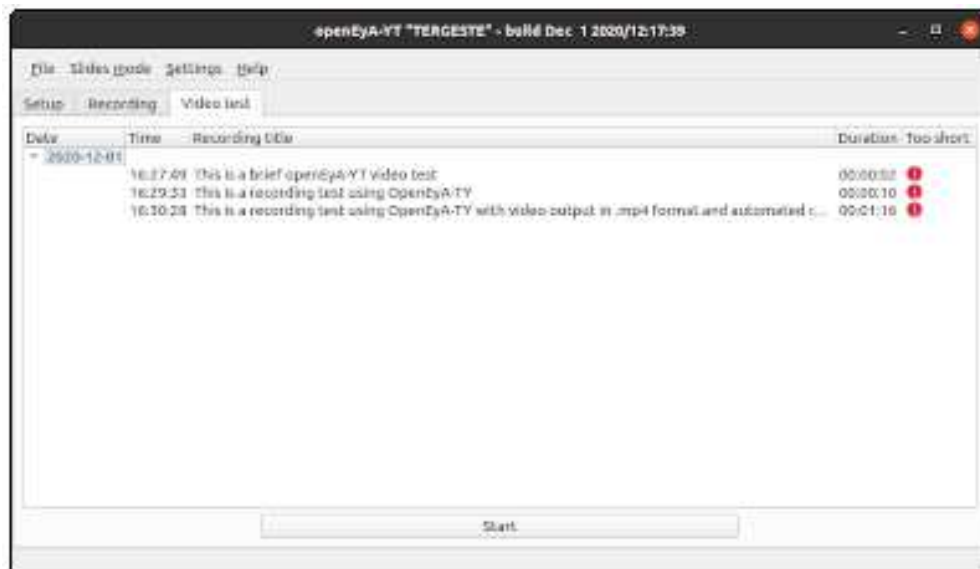 openEyA-YT "TERGESTE" - build Dec 1 2020/12:17:39
File Slides mode Settings Help
Setup Recording Video test
Date Time Recording title Duration Too short
2020-12-01
16:27:49 This is a brief openEyA-YT video test 00:00:02
16:29:33 This is a recording test using OpenEyA-TY 00:00:10
16:30:28 This is a recording test using OpenEyA-TY with video output in .mp4 format and automated c... 00:01:16
Start